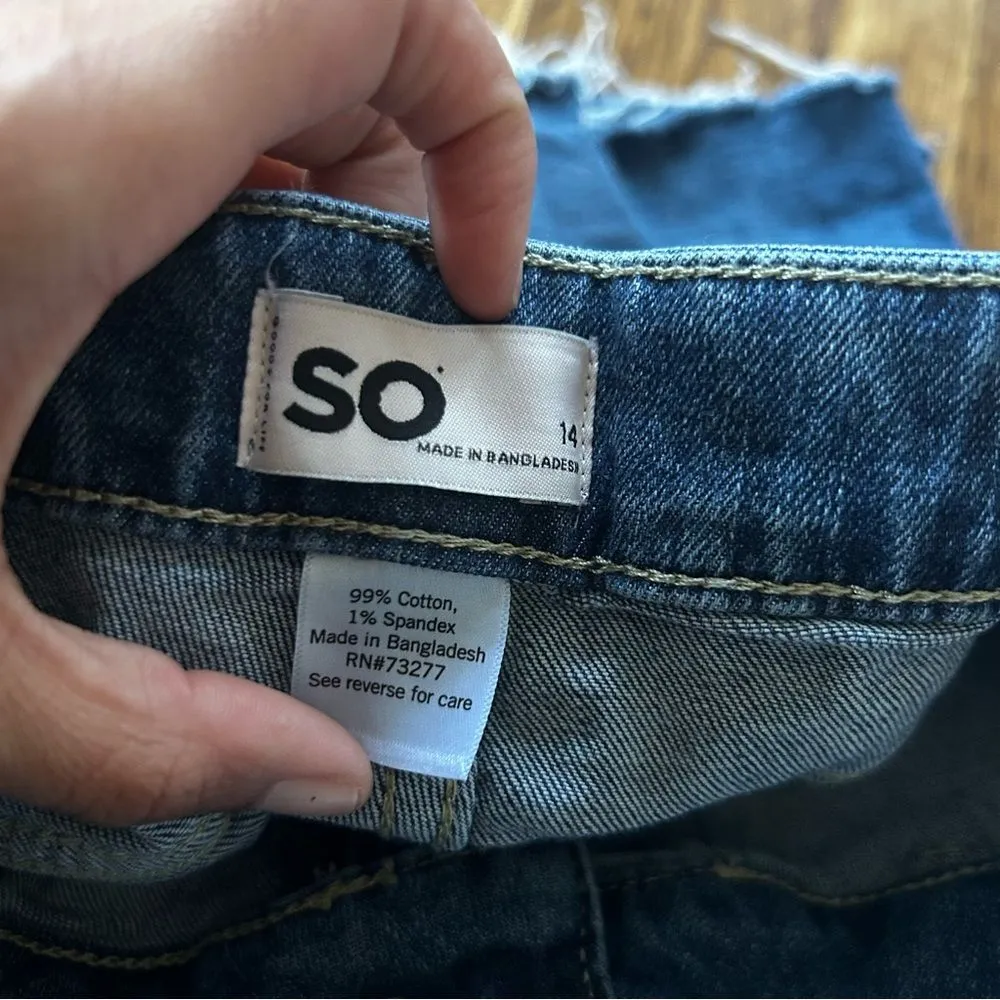 SO
14
MADE IN BANGLADESH
99% Cotton,
1% Spandex
Made in Bangladesh
RN#73277
See reverse for care